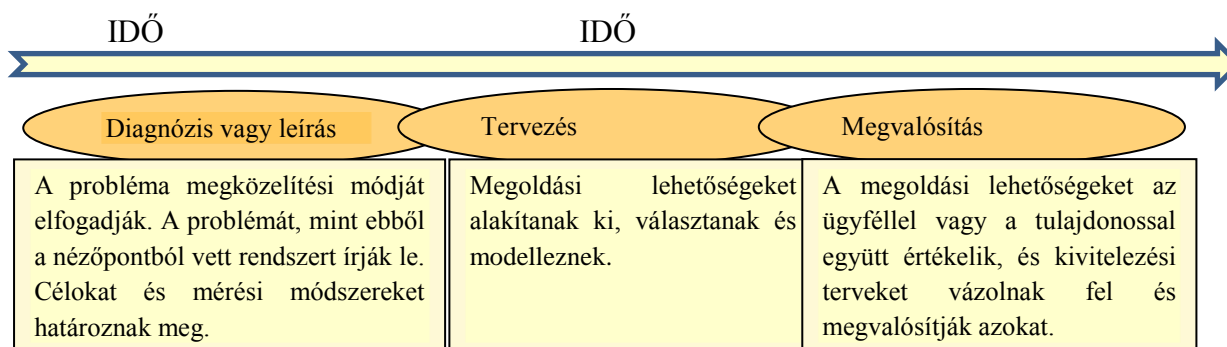 IDŐ IDŐ
Diagnózis vagy leírás
Tervezés
Megvalósítás
A probléma megközelítési módját
elfogadják. A problémát, mint ebből
a nézőpontból vett rendszert írják le.
Célokat és mérési módszereket
határoznak meg.
Megoldási lehetőségeket
alakítanak ki, választanak és
modelleznek.
A megoldási lehetőségeket az
ügyféllel vagy a tulajdonossal
együtt értékelik, és kivitelezési
terveket vázolnak fel és
megvalósítják azokat.